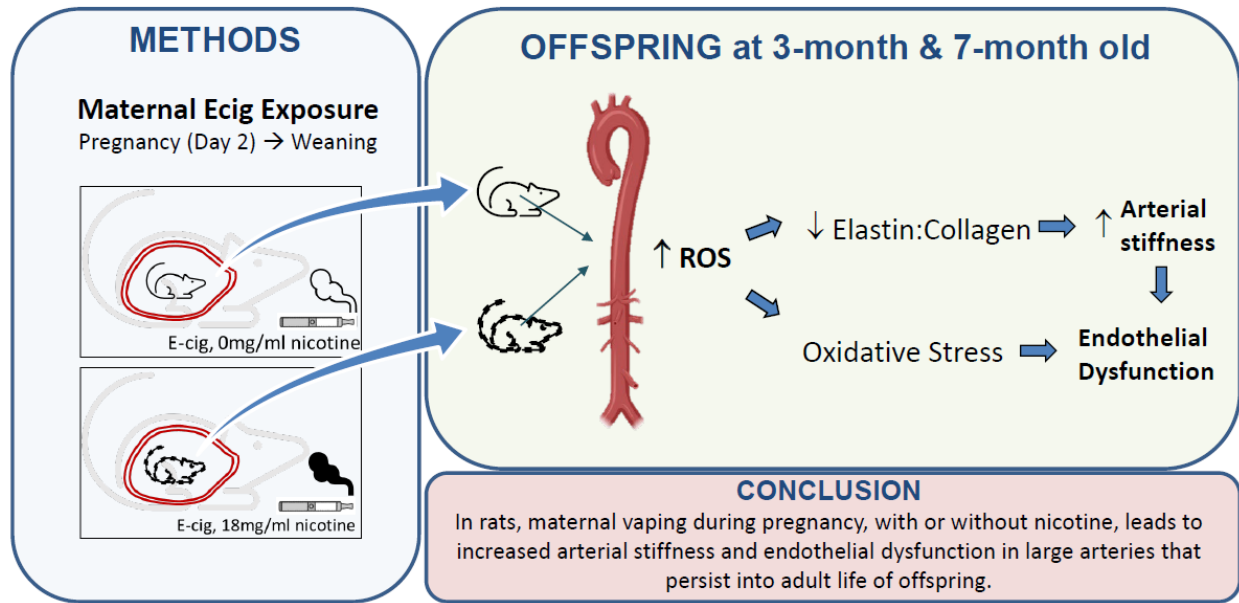 METHODS
Maternal Ecig Exposure
Pregnancy (Day 2) → Weaning
E-cig, 0mg/ml nicotine
E-cig, 18mg/ml nicotine
OFFSPRING at 3-month & 7-month old
↑ ROS
↓ Elastin:Collagen
↑ Arterial
stiffness
Oxidative Stress
Endothelial
Dysfunction
CONCLUSION
In rats, maternal vaping during pregnancy, with or without nicotine, leads to
increased arterial stiffness and endothelial dysfunction in large arteries that
persist into adult life of offspring.